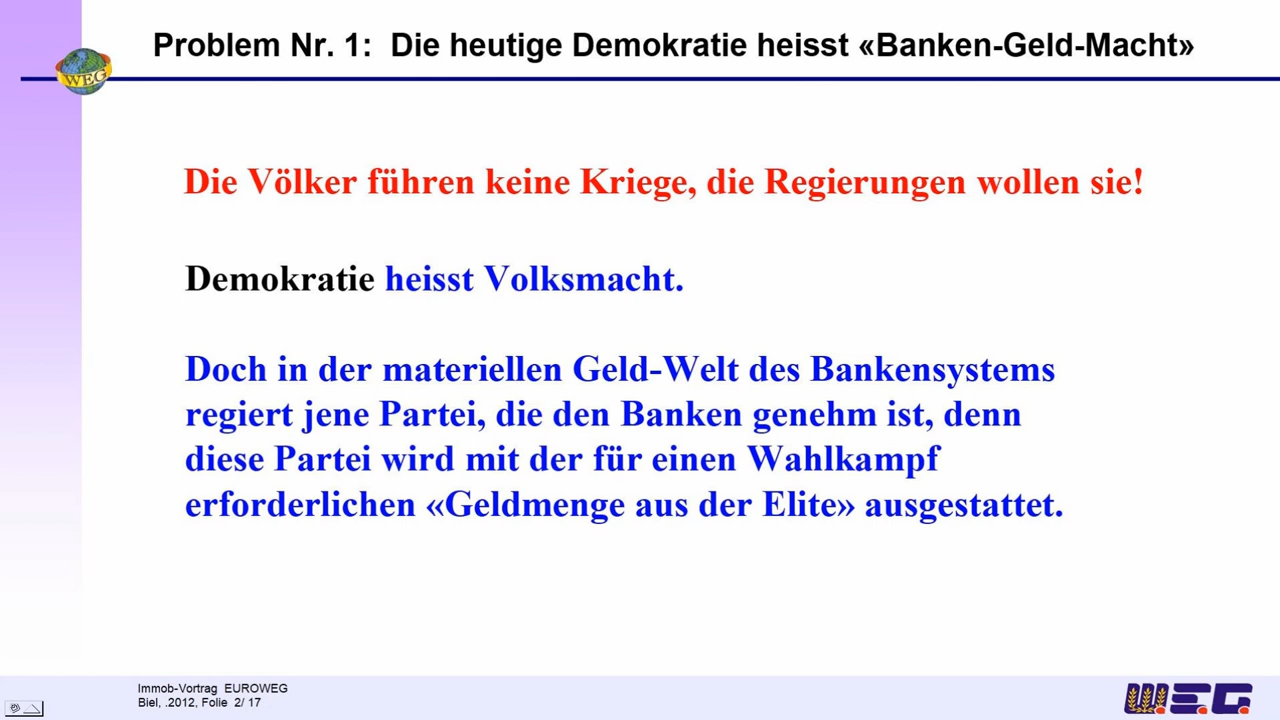 Problem Nr. 1: Die heutige Demokratie heisst «Banken-Geld-Macht»
WEG
Die Völker führen keine Kriege, die Regierungen wollen sie!
Demokratie heisst Volksmacht.
Doch in der materiellen Geld-Welt des Bankensystems
regiert jene Partei, die den Banken genehm ist, denn
diese Partei wird mit der für einen Wahlkampf
erforderlichen «Geldmenge aus der Elite» ausgestattet.
Immob-Vortrag EUROWEG
Biel, .2012, Folie 2/ 17
W.E.G.